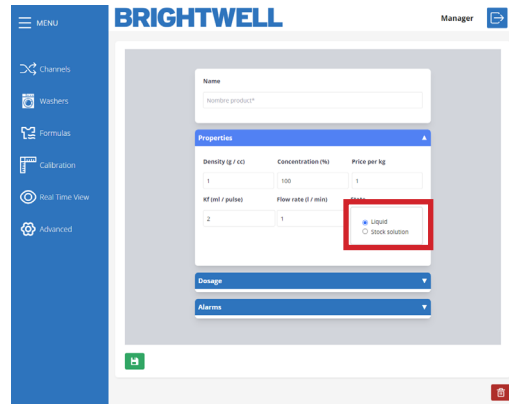 MENU
BRIGHTWELL
Manager
Channels
Washers
Formulas
Calibration
Real Time View
Advanced
Name
Nombre product*
Properties
Density (g / cc) Concentration (%) Price per kg
1 100 1
Kf (ml / pulse) Flow rate (l / min) State
2 1
Liquid
Stock solution
Dosage
Alarms